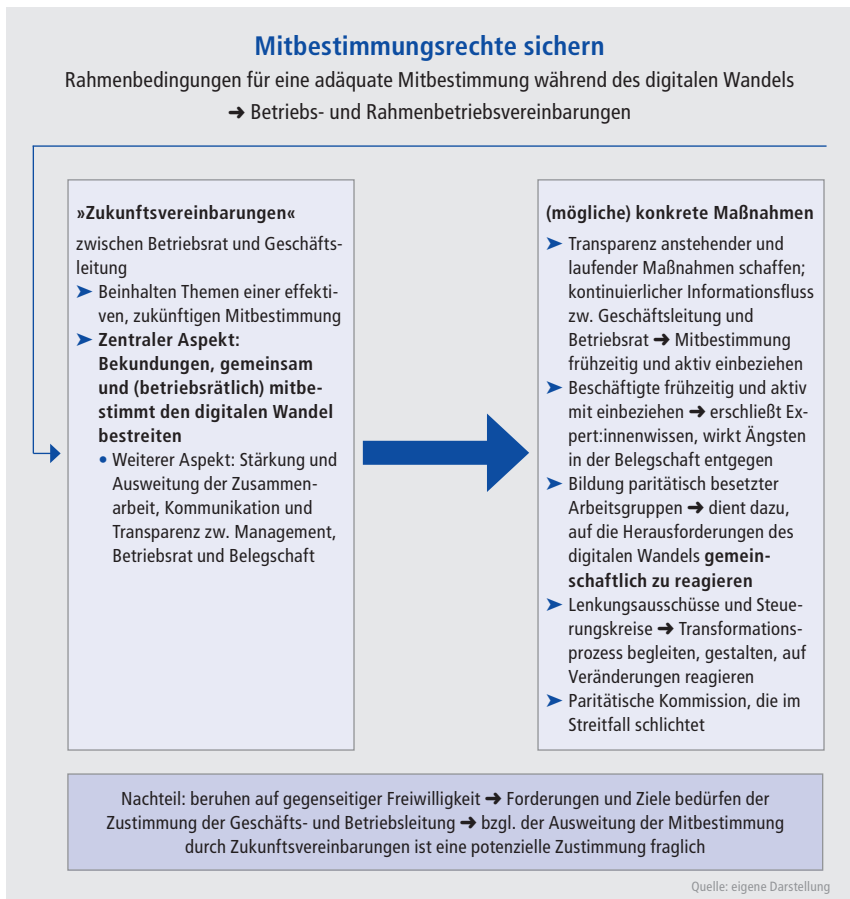 Mitbestimmungsrechte sichern
Rahmenbedingungen für eine adäquate Mitbestimmung während des digitalen Wandels
➜ Betriebs- und Rahmenbetriebsvereinbarungen
»Zukunftsvereinbarungen«
zwischen Betriebsrat und Geschäfts-
leitung
➤ Beinhalten Themen einer effekti-
ven, zukünftigen Mitbestimmung
➤ Zentraler Aspekt:
Bekundungen, gemeinsam
und (betriebsrätlich) mitbe-
stimmt den digitalen Wandel
bestreiten
• Weiterer Aspekt: Stärkung und
Ausweitung der Zusammen-
arbeit, Kommunikation und
Transparenz zw. Management,
Betriebsrat und Belegschaft
(mögliche) konkrete Maßnahmen
➤ Transparenz anstehender und
laufender Maßnahmen schaffen;
kontinuierlicher Informationsfluss
zw. Geschäftsleitung und
Betriebsrat ➜ Mitbestimmung
frühzeitig und aktiv einbeziehen
➤ Beschäftigte frühzeitig und aktiv
mit einbeziehen ➜ erschließt Ex-
pert:innenwissen, wirkt Ängsten
in der Belegschaft entgegen
➤ Bildung paritätisch besetzter
Arbeitsgruppen ➜ dient dazu,
auf die Herausforderungen des
digitalen Wandels gemein-
schaftlich zu reagieren
➤ Lenkungsausschüsse und Steue-
rungskreise ➜ Transformations-
prozess begleiten, gestalten, auf
Veränderungen reagieren
➤ Paritätische Kommission, die im
Streitfall schlichtet
Nachteil: beruhen auf gegenseitiger Freiwilligkeit ➜ Forderungen und Ziele bedürfen der
Zustimmung der Geschäfts- und Betriebsleitung ➜ bzgl. der Ausweitung der Mitbestimmung
durch Zukunftsvereinbarungen ist eine potenzielle Zustimmung fraglich
Quelle: eigene Darstellung